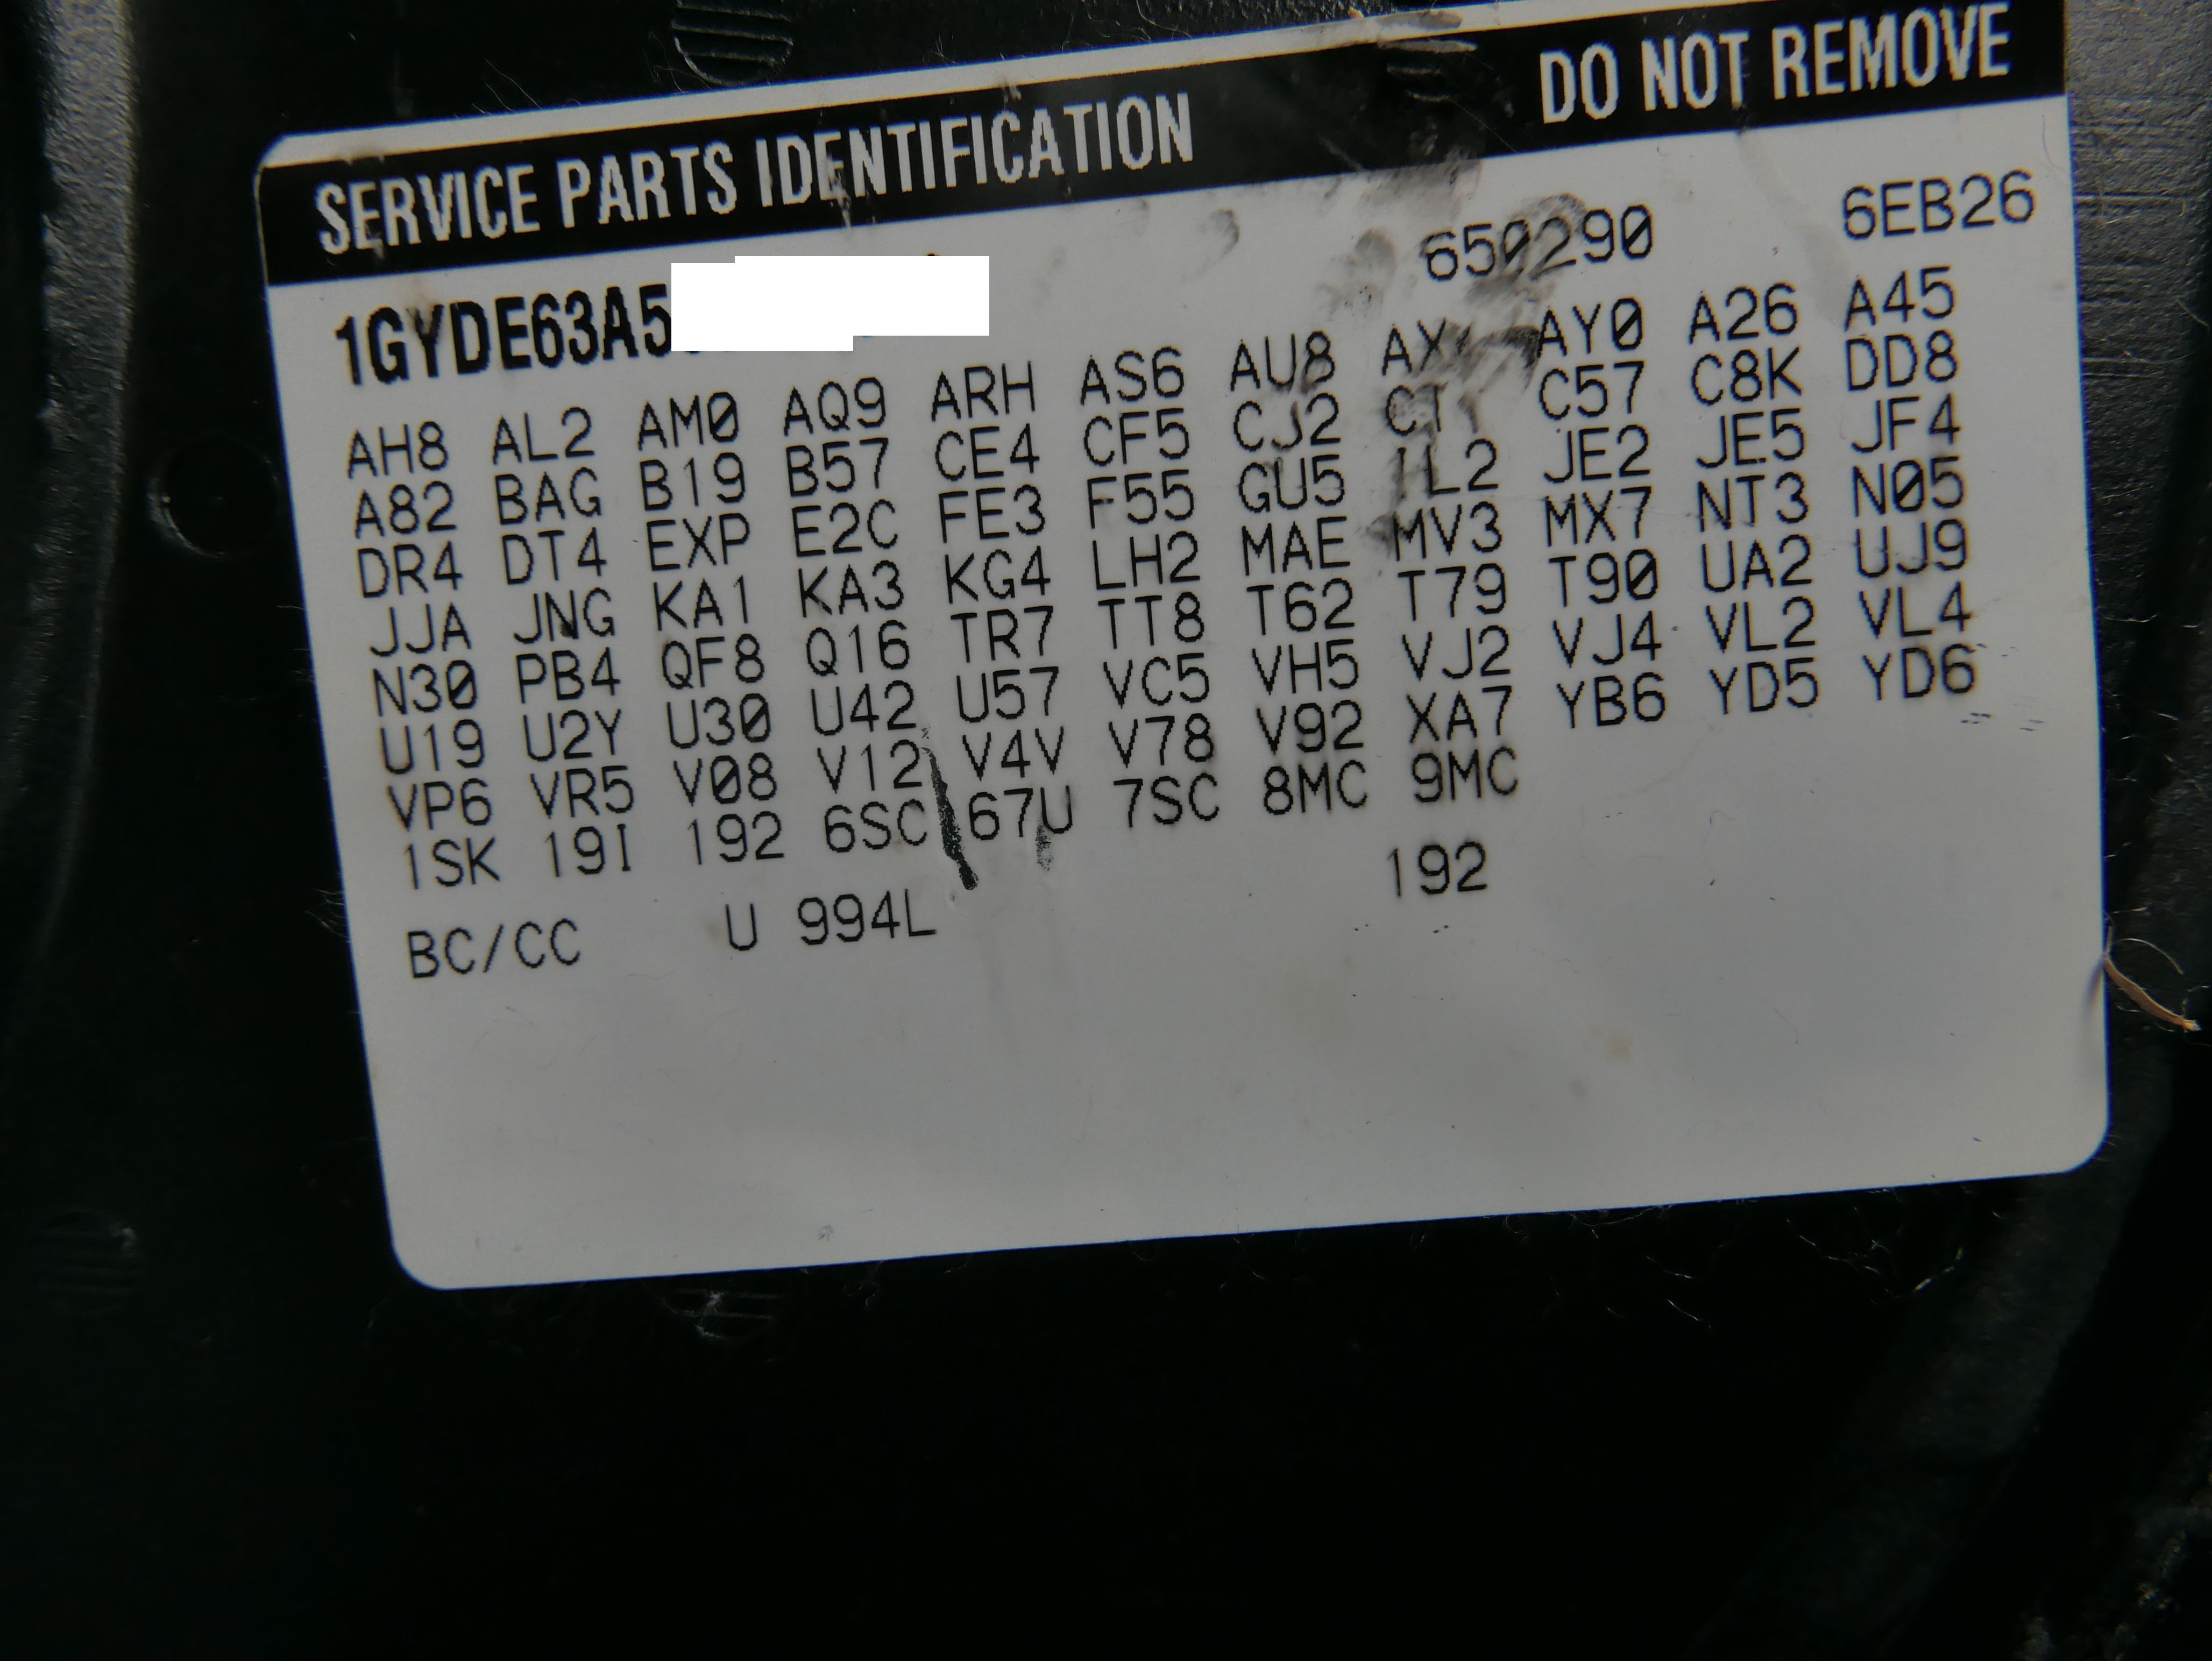 SERVICE PARTS IDENTIFICATION DO NOT REMOVE
1GYDE63A5 650290 6EB26
AH8 AL2 AM0 AQ9 ARH AS6 AU8 AY0 A26 A45
A82 BAG B19 B57 CE4 CF5 CJ2 C57 C8K DD8
DR4 DT4 EXP E2C FE3 F55 GU5 JE2 JE5 JF4
JJA JNG KA1 KA3 KG4 LH2 MAE MV3 MX7 NT3 N05
N30 PB4 QF8 Q16 TR7 TT8 T62 T79 T90 UA2 UJ9
U19 U2Y U30 U42 U57 VC5 VH5 VJ2 VJ4 VL2 VL4
VP6 VR5 V08 V12 V4V V78 V92 XA7 YB6 YD5 YD6
1SK 19I 192 6SC 67U 7SC 8MC 9MC
BC/CC U 994L 192